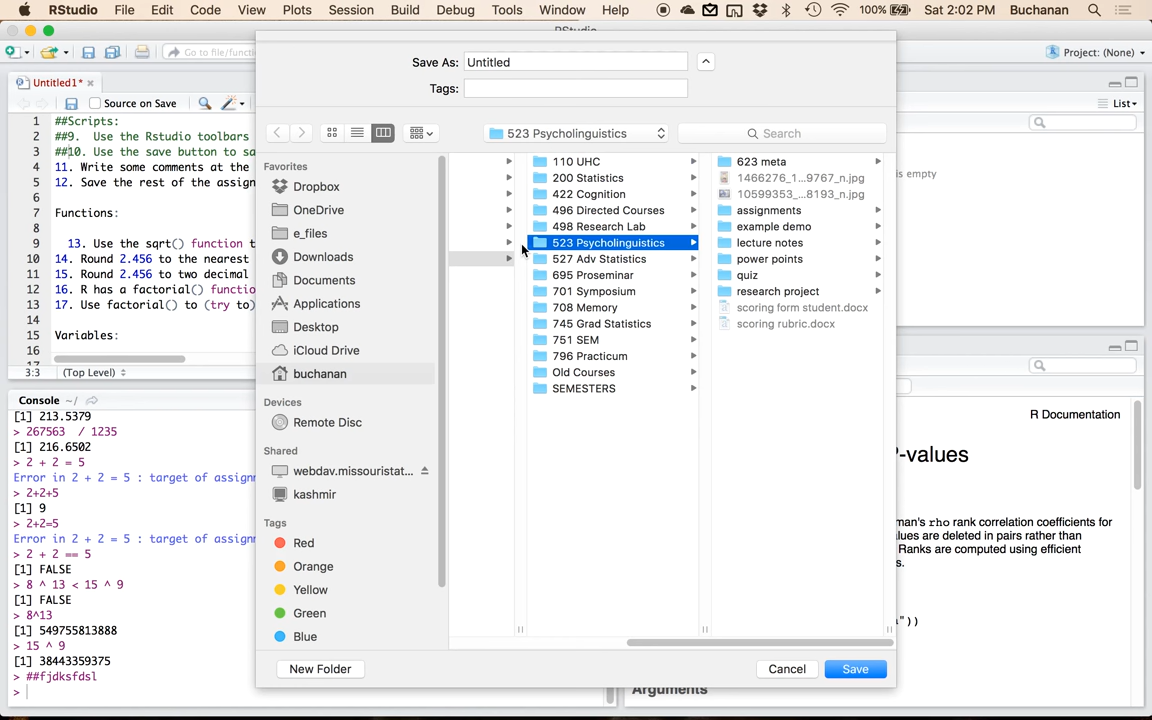 RStudio File Edit Code View Plots Session Build Debug Tools Window Help 100% Sat 2:02 PM Buchanan
RStudio
Go to file/functi
Project: (None)
Untitled1*
Source on Save
List
1 ##Scripts:
2 ##9. Use the Rstudio toolbars
3 ##10. Use the save button to sa
4 11. Write some comments at the
5 12. Save the rest of the assign
6
7 Functions:
8
9 13. Use the sqrt() function t
10 14. Round 2.456 to the nearest
11 15. Round 2.456 to two decimal
12 16. R has a factorial() functio
13 17. Use factorial() to (try to)
14
15 Variables:
16
17
3:3 (Top Level)
is empty
Console ~/
[1] 213.5379
> 267563 / 1235
[1] 216.6502
> 2 + 2 = 5
Error in 2 + 2 = 5 : target of assign
> 2+2+5
[1] 9
> 2+2=5
Error in 2 + 2 = 5 : target of assign
> 2 + 2 == 5
[1] FALSE
> 8 ^ 13 < 15 ^ 9
[1] FALSE
> 8^13
[1] 549755813888
> 15 ^ 9
[1] 38443359375
> ##fjdksfdsl
>
Save As: Untitled
Tags:
523 Psycholinguistics
Search
Favorites
Dropbox
OneDrive
e_files
Downloads
Documents
Applications
Desktop
iCloud Drive
buchanan
Devices
Remote Disc
Shared
webdav.missouristat...
kashmir
Tags
Red
Orange
Yellow
Green
Blue
110 UHC
200 Statistics
422 Cognition
496 Directed Courses
498 Research Lab
523 Psycholinguistics
527 Adv Statistics
695 Proseminar
701 Symposium
708 Memory
745 Grad Statistics
751 SEM
796 Practicum
Old Courses
SEMESTERS
623 meta
1466276_1...9767_n.jpg
10599353_...8193_n.jpg
assignments
example demo
lecture notes
power points
quiz
research project
scoring form student.docx
scoring rubric.docx
New Folder
Cancel
Save
R Documentation
P-values
man's rho rank correlation coefficients for
lues are deleted in pairs rather than
Ranks are computed using efficient
s.
"))
Arguments